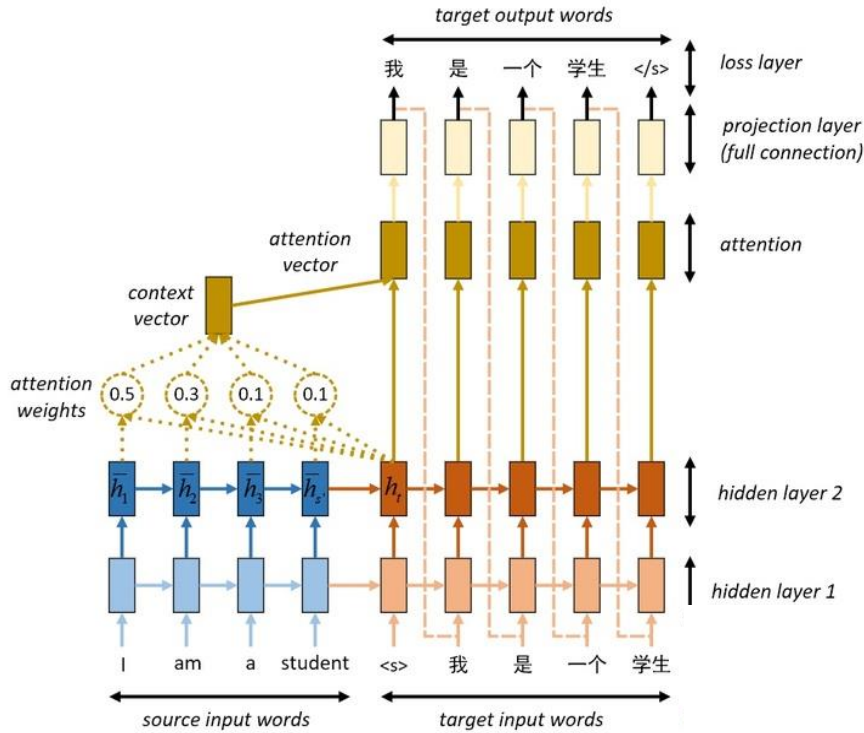 target output words
我 是 一个 学生 </s>
loss layer
projection layer
(full connection)
attention
vector
attention
context
vector
attention
weights
0.5 0.3 0.1 0.1
h̄₁ h̄₂ h̄₃ h̄ₛ' hₜ
hidden layer 2
hidden layer 1
I am a student <s> 我 是 一个 学生
source input words target input words